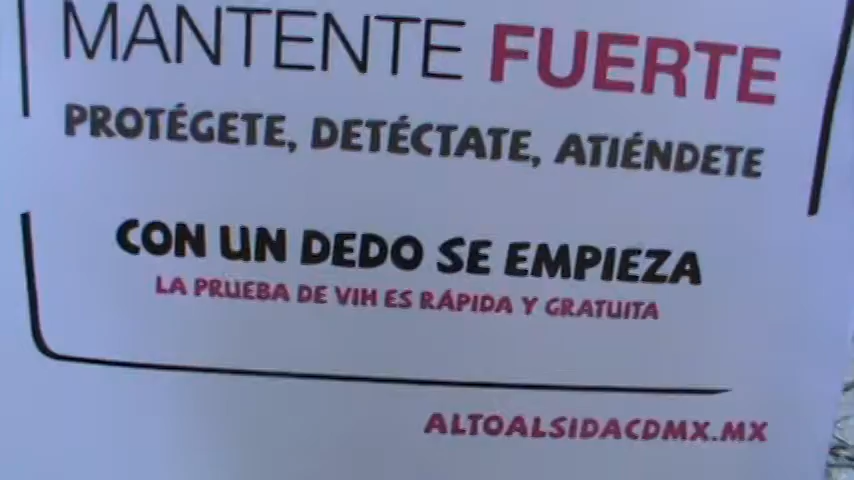 MANTENTE FUERTE
PROTÉGETE, DETÉCTATE, ATIÉNDETE
CON UN DEDO SE EMPIEZA
LA PRUEBA DE VIH ES RÁPIDA Y GRATUITA
ALTOALSIDACDMX.MX